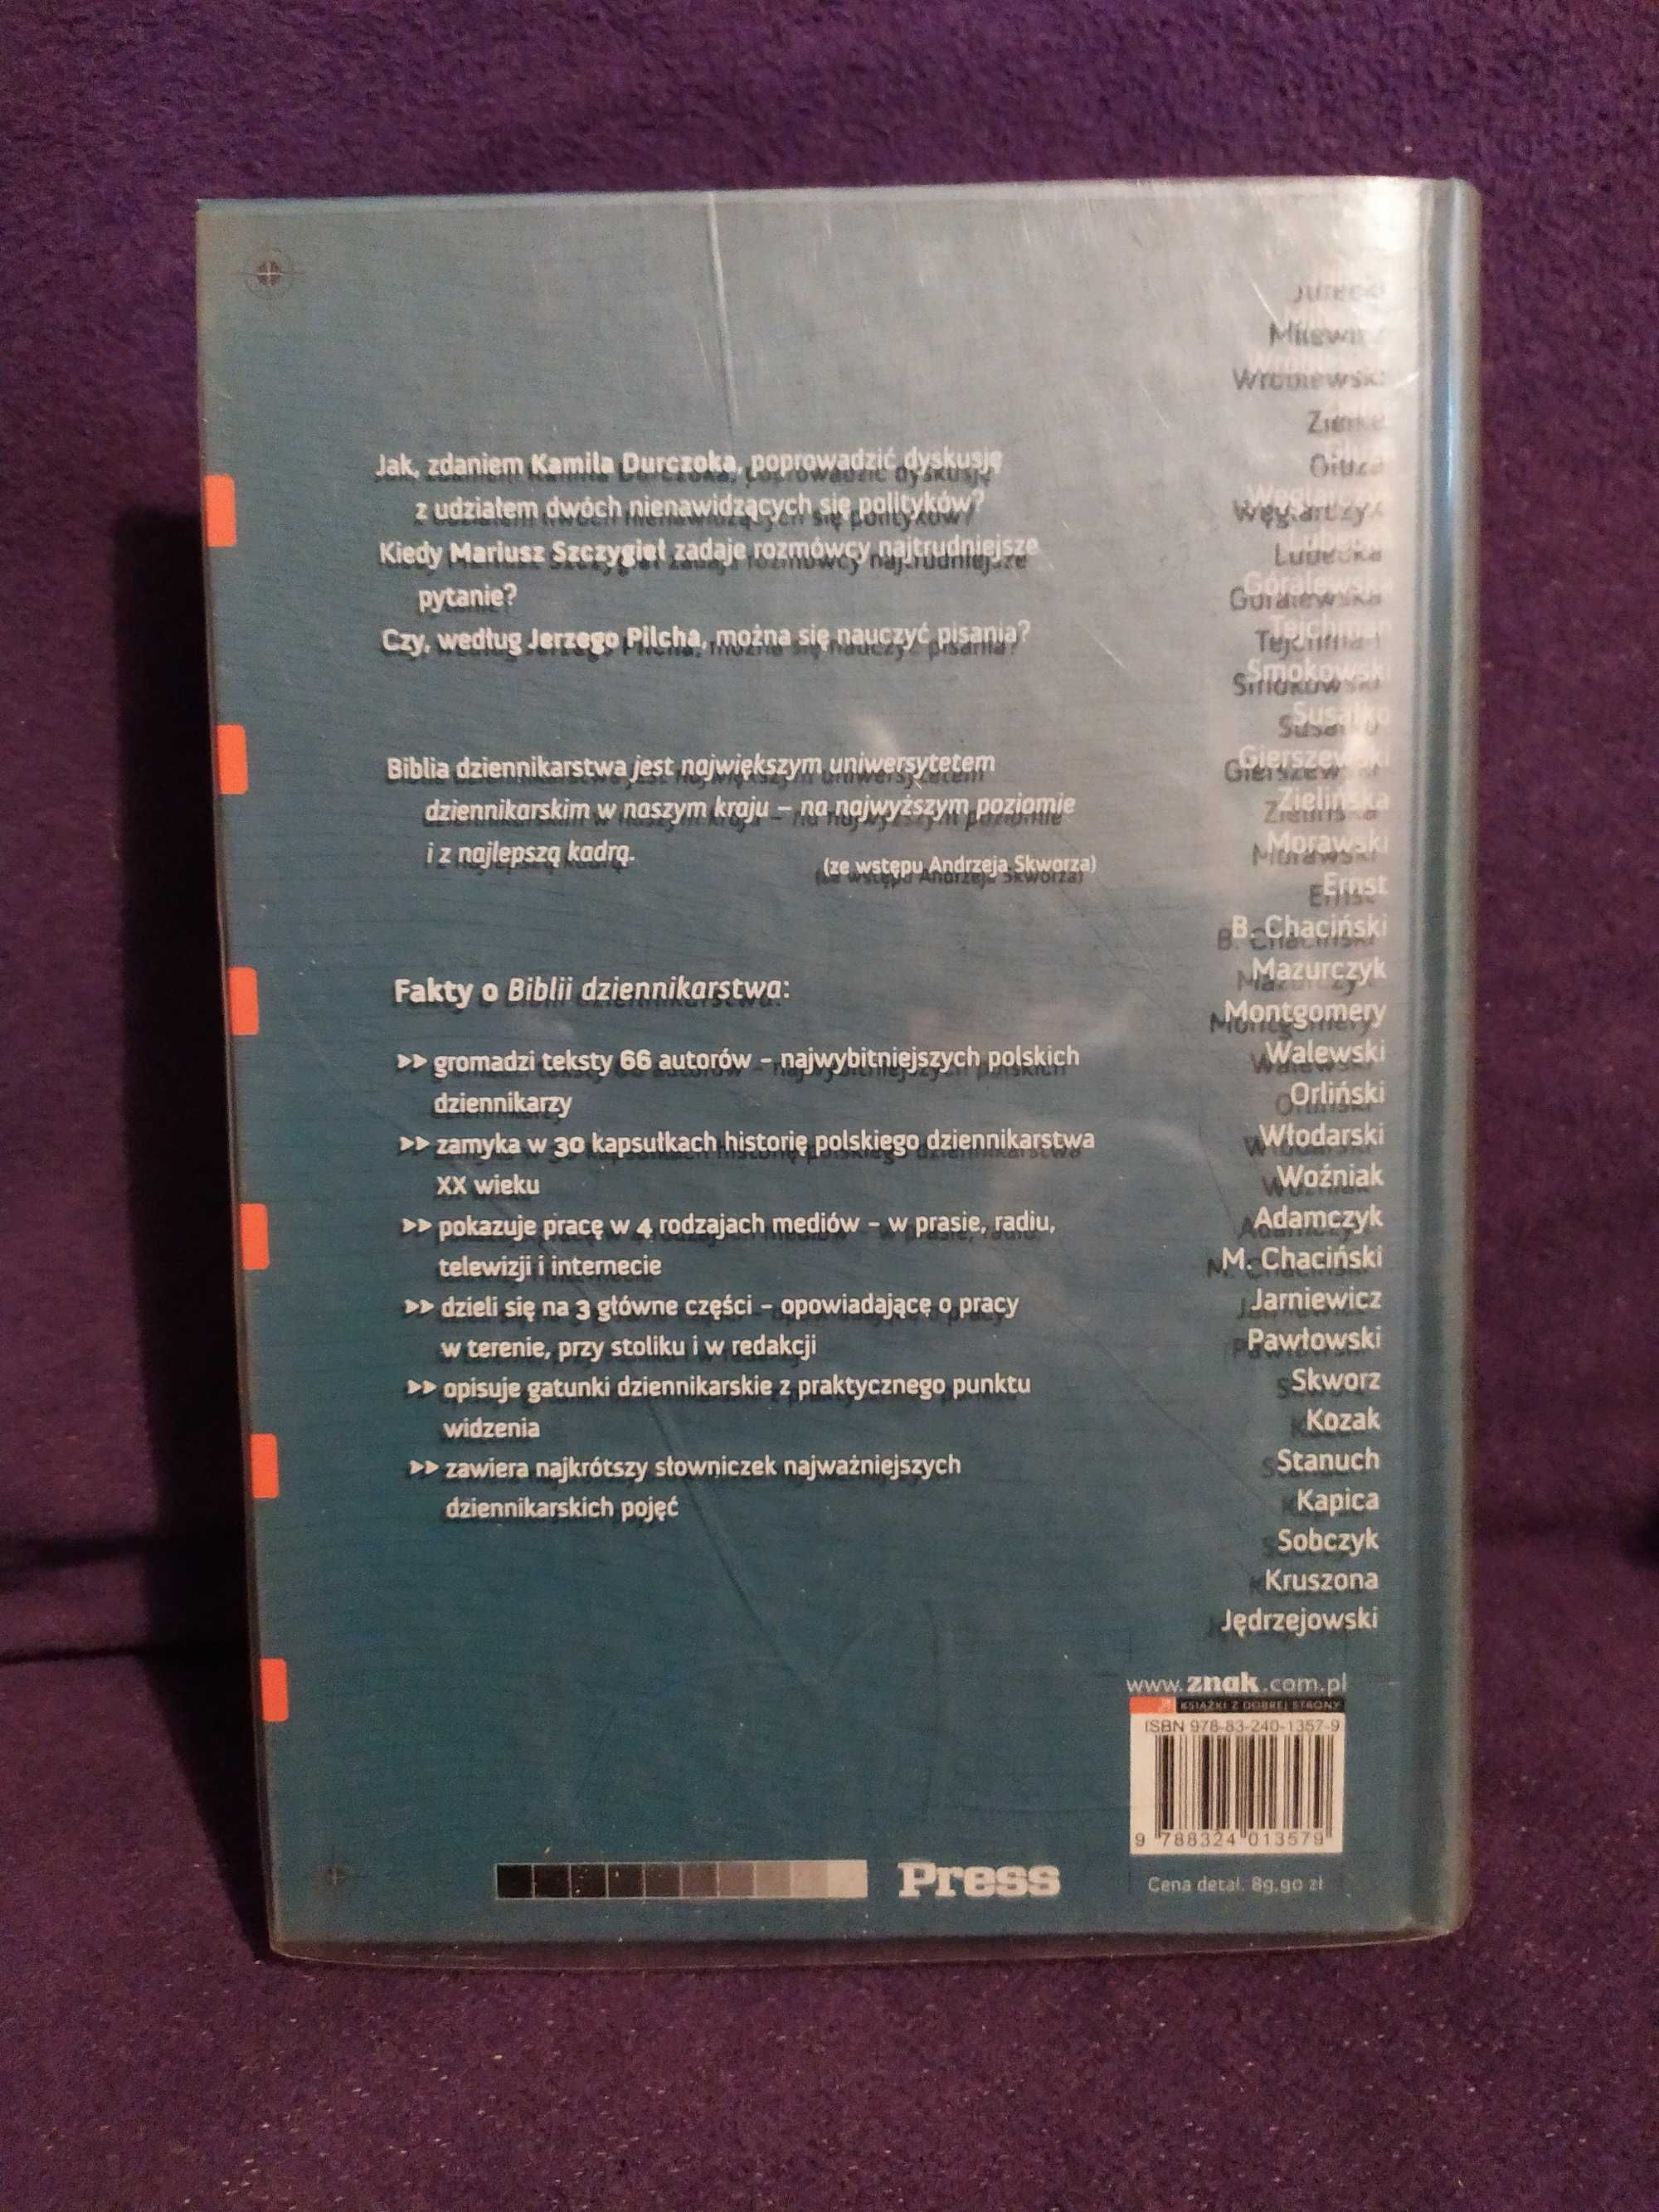 Jak, zdaniem Kamila Durczoka, poprowadzić dyskusję
z udziałem dwóch nienawidzących się polityków?
Kiedy Mariusz Szczygieł zadaje rozmówcy najtrudniejsze
pytanie?
Czy, według Jerzego Pilcha, można się nauczyć pisania?
Biblia dziennikarstwa jest największym uniwersytetem
dziennikarskim w naszym kraju – na najwyższym poziomie
i z najlepszą kadrą.
(ze wstępu Andrzeja Skworza)
Fakty o Biblii dziennikarstwa:
▸▸ gromadzi teksty 66 autorów – najwybitniejszych polskich
dziennikarzy
▸▸ zamyka w 30 kapsułkach historię polskiego dziennikarstwa
XX wieku
▸▸ pokazuje pracę w 4 rodzajach mediów – w prasie, radiu,
telewizji i internecie
▸▸ dzieli się na 3 główne części – opowiadające o pracy
w terenie, przy stoliku i w redakcji
▸▸ opisuje gatunki dziennikarskie z praktycznego punktu
widzenia
▸▸ zawiera najkrótszy słowniczek najważniejszych
dziennikarskich pojęć
Węglarczyk
Lubecka
Góralewska
Tejchman
Smokowski
Susałko
Gierszewski
Zielińska
Morawski
Ernst
B. Chaciński
Mazurczyk
Montgomery
Walewski
Orliński
Włodarski
Woźniak
Adamczyk
M. Chaciński
Jarniewicz
Pawłowski
Skworz
Kozak
Stanuch
Kapica
Sobczyk
Kruszona
Jędrzejowski
www.znak.com.pl
KSIĄŻKI Z DOBREJ STRONY
ISBN 978-83-240-1357-9
9 788324 013579
Cena detal. 89,90 zł
Press